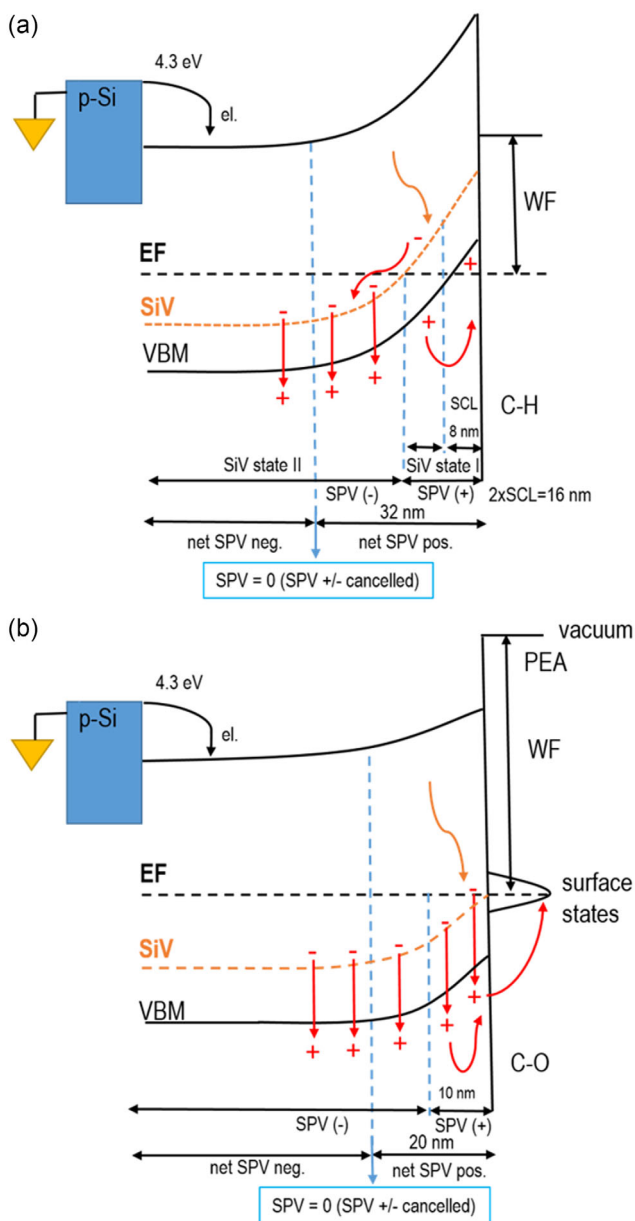 (a)
4.3 eV
p-Si
el.
WF
-
+
EF
SiV
- - -
+ + +
+
VBM
SCL
C-H
8 nm
SiV state II
SiV state I
SPV (-)
SPV (+)
2xSCL=16 nm
32 nm
net SPV neg.
net SPV pos.
SPV = 0 (SPV +/- cancelled)
(b)
vacuum
PEA
4.3 eV
p-Si
el.
WF
EF
surface
states
SiV
- - - - -
VBM
+ + + + +
C-O
10 nm
SPV (-)
SPV (+)
20 nm
net SPV neg.
net SPV pos.
SPV = 0 (SPV +/- cancelled)